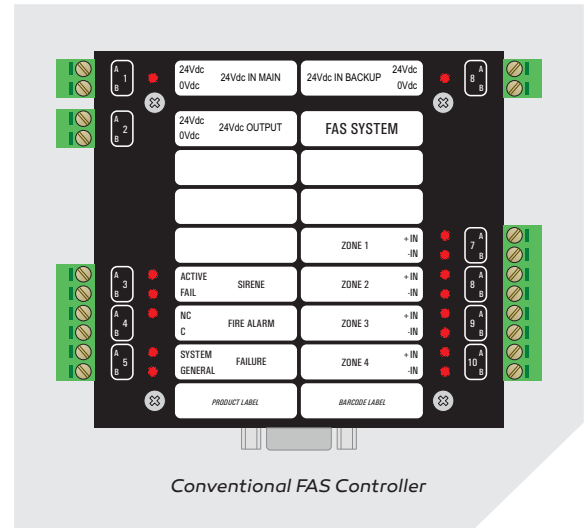 A 1 B
24Vdc
0Vdc
24Vdc IN MAIN
24Vdc IN BACKUP
24Vdc
0Vdc
A 8 B
A 2 B
24Vdc
0Vdc
24Vdc OUTPUT
FAS SYSTEM
ZONE 1
+ IN
-IN
A 7 B
A 3 B
ACTIVE
FAIL
SIRENE
ZONE 2
+ IN
-IN
A 8 B
A 4 B
NC
C
FIRE ALARM
ZONE 3
+ IN
-IN
A 9 B
A 5 B
SYSTEM
GENERAL
FAILURE
ZONE 4
+ IN
-IN
A 10 B
PRODUCT LABEL
BARCODE LABEL
Conventional FAS Controller